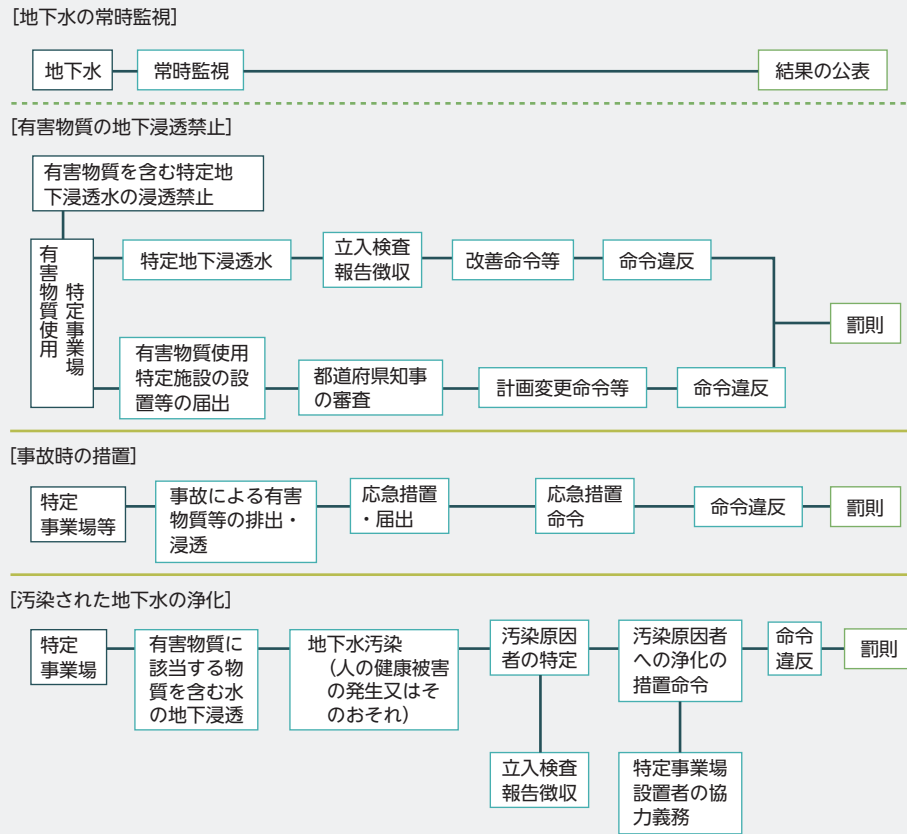 [地下水の常時監視]
地下水
常時監視
結果の公表
[有害物質の地下浸透禁止]
有害物質を含む特定地
下浸透水の浸透禁止
有害物質使用
特定事業場
特定地下浸透水
立入検査
報告徴収
改善命令等
命令違反
有害物質使用
特定施設の設
置等の届出
都道府県知事
の審査
計画変更命令等
命令違反
罰則
[事故時の措置]
特定
事業場等
事故による有害
物質等の排出・
浸透
応急措置
・届出
応急措置
命令
命令違反
罰則
[汚染された地下水の浄化]
特定
事業場
有害物質に
該当する物
質を含む水
の地下浸透
地下水汚染
（人の健康被害
の発生又はそ
のおそれ）
汚染原因
者の特定
汚染原因者
への浄化の
措置命令
命令
違反
罰則
立入検査
報告徴収
特定事業場
設置者の協
力義務